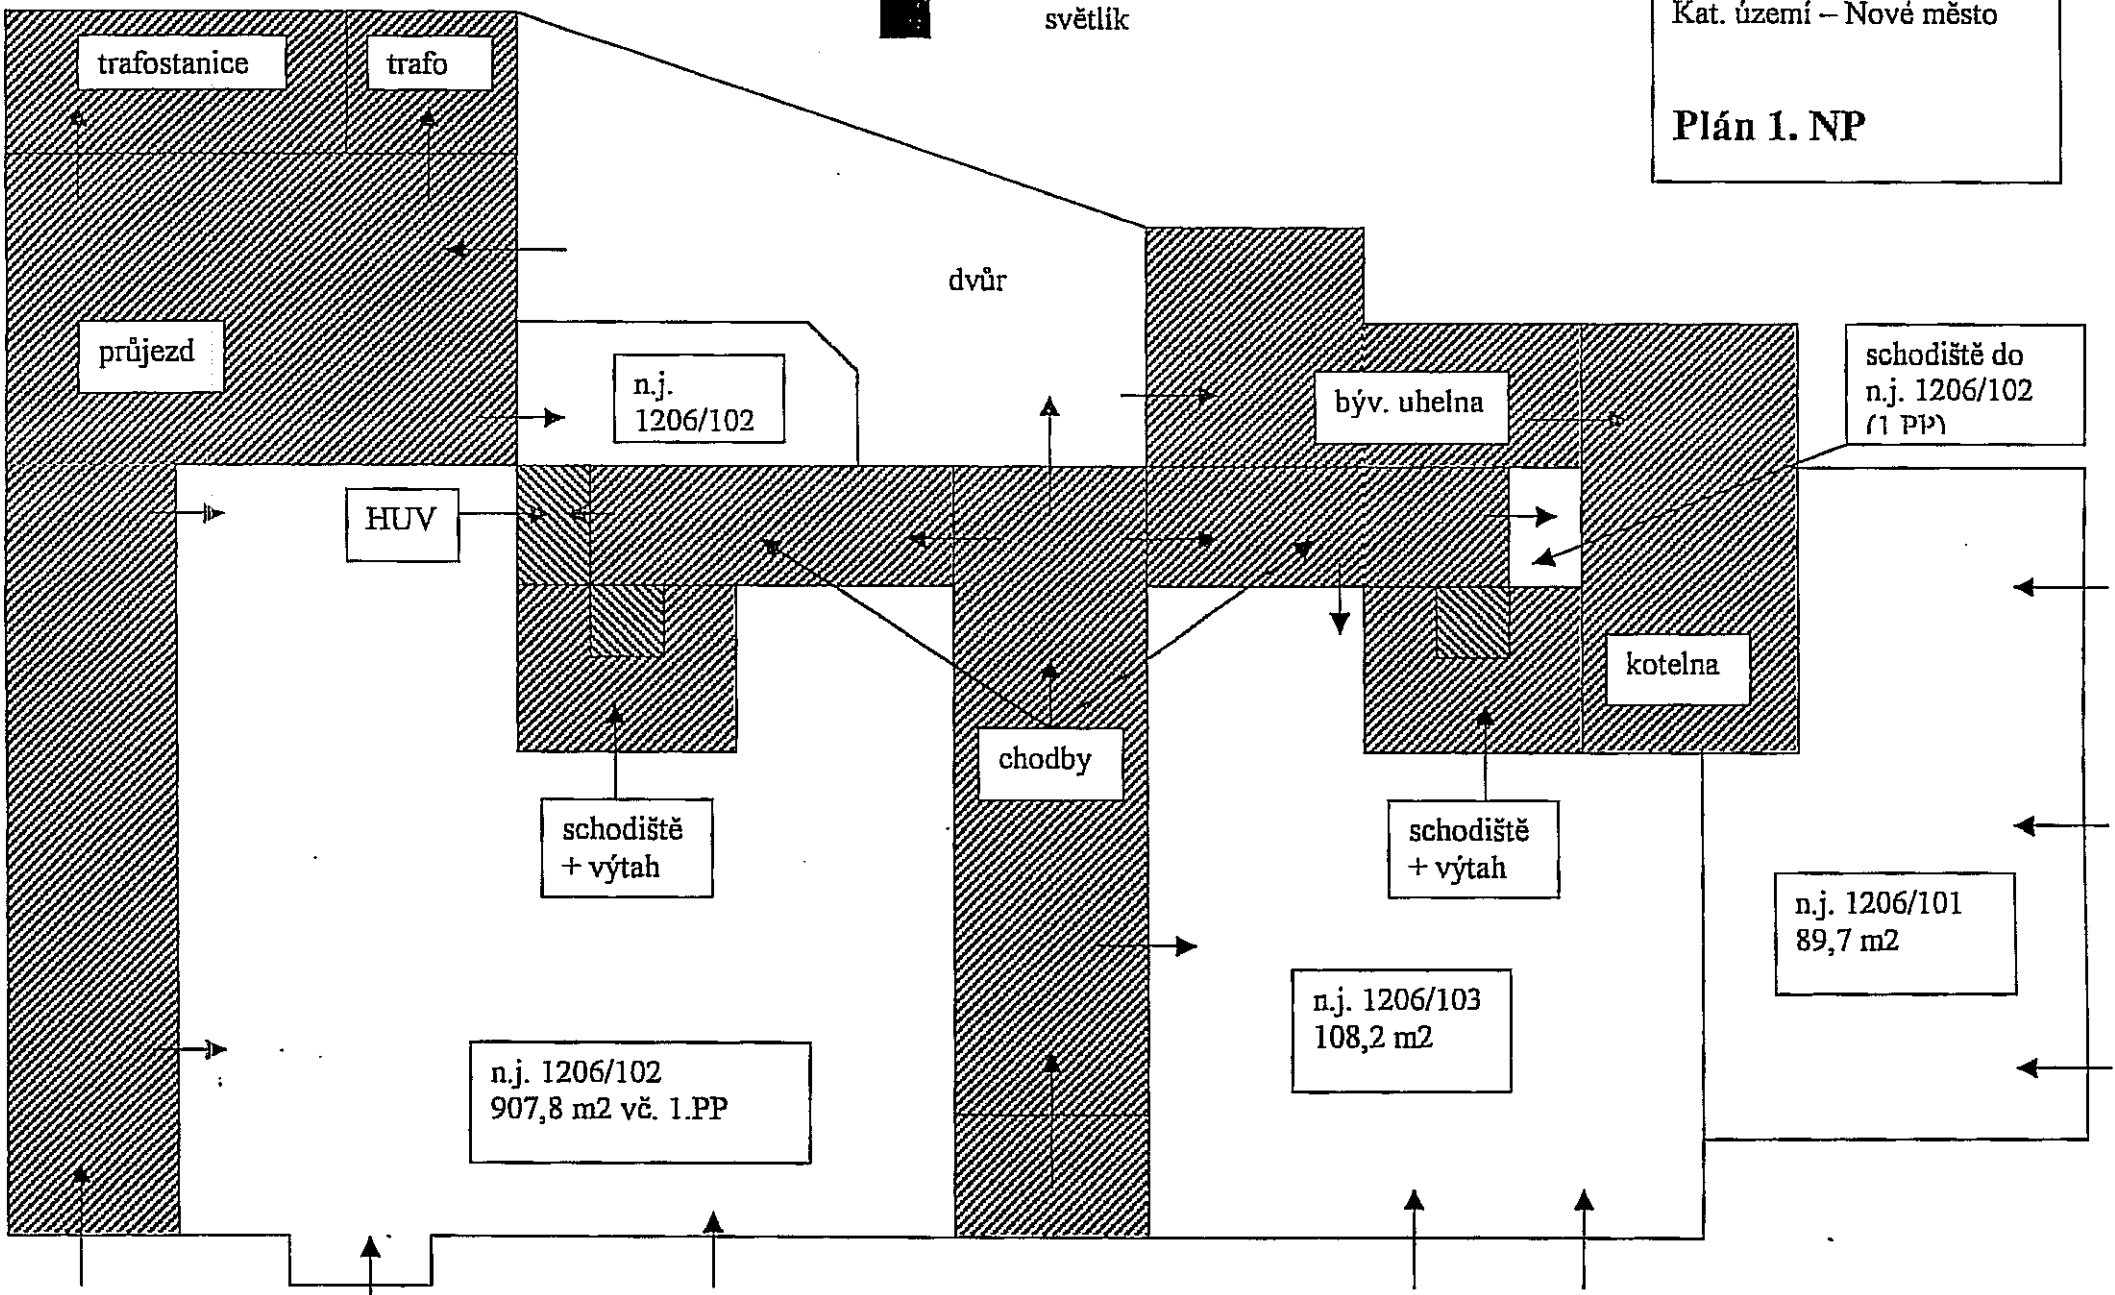 světlík
Kat. území – Nové město
Plán 1. NP
trafostanice
trafo
dvůr
průjezd
n.j.
1206/102
býv. uhelna
schodiště do
n.j. 1206/102
(1 PP)
HUV
kotelna
chodby
schodiště
+ výtah
schodiště
+ výtah
n.j. 1206/101
89,7 m2
n.j. 1206/103
108,2 m2
n.j. 1206/102
907,8 m2 vč. 1.PP